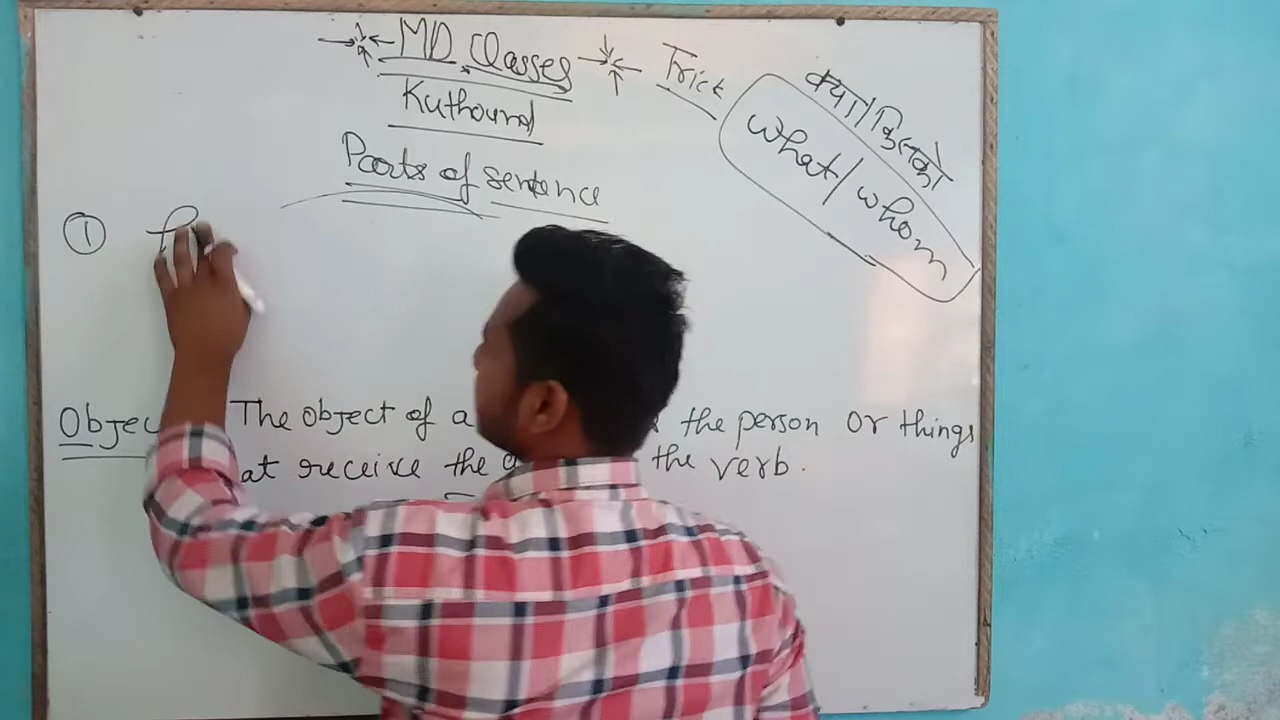 MD Classes
Kuthound
Parts of sentence
Trick
क्या/किसको
What/whom
①
Objec
The object of a the person or things
at receive the the verb.